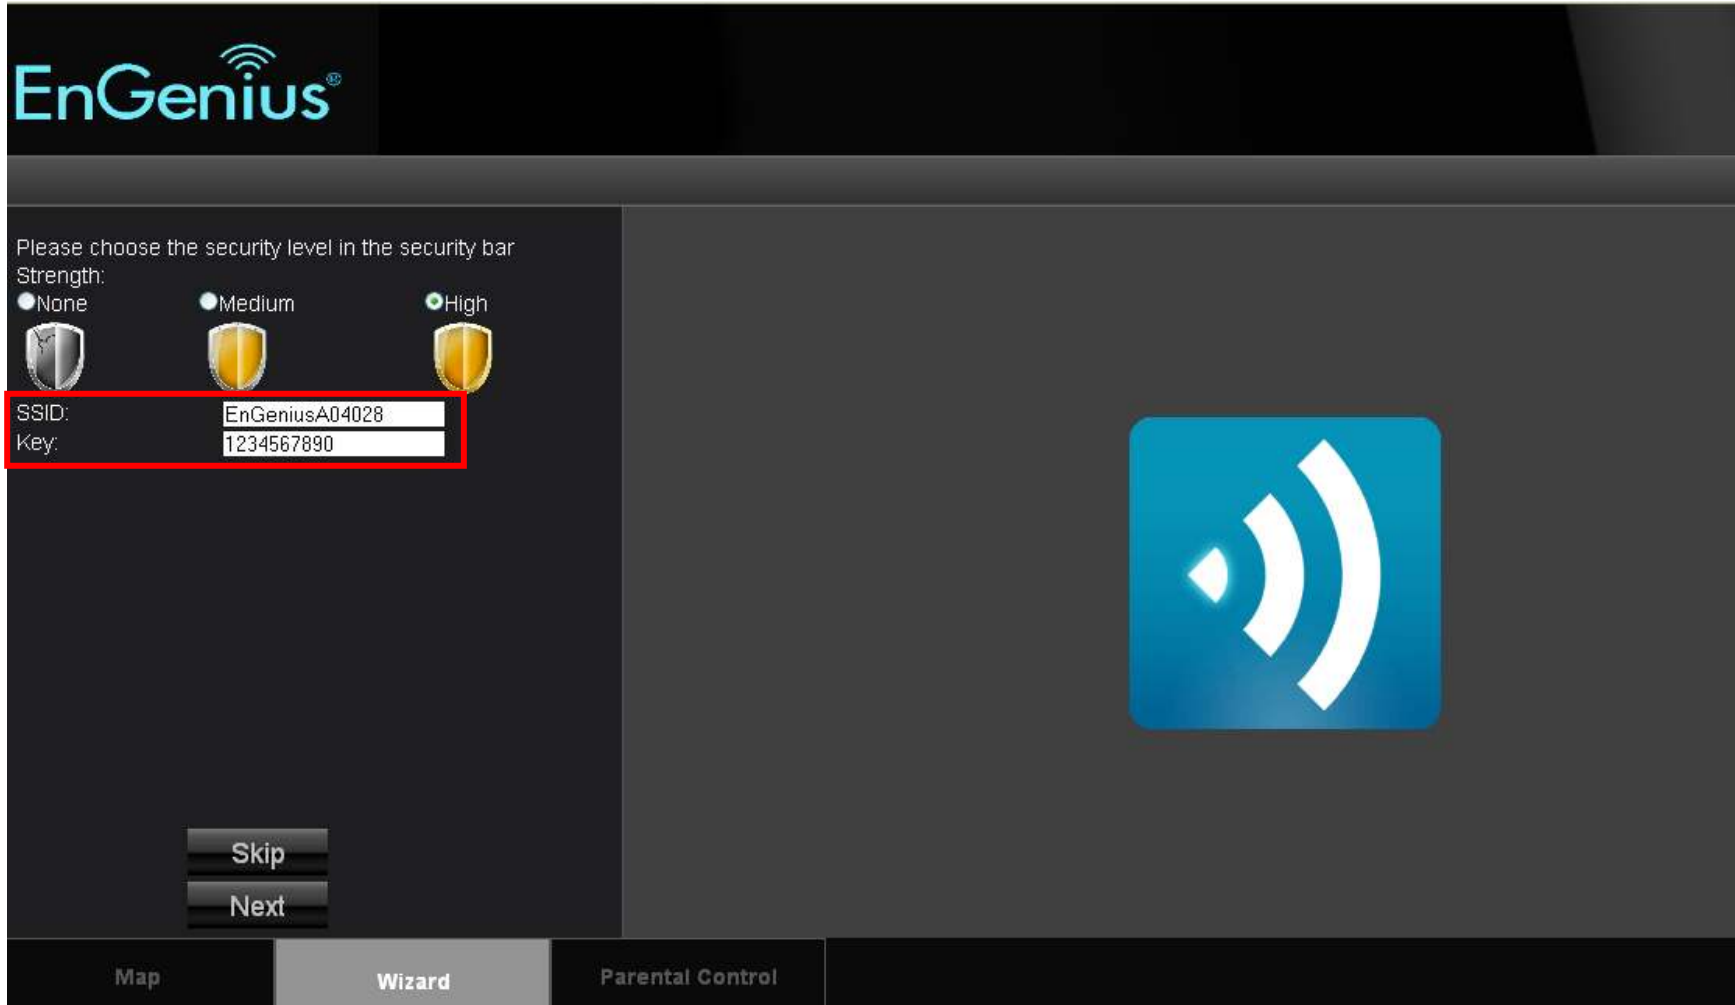 EnGenius®
Please choose the security level in the security bar
Strength:
None Medium High
SSID: EnGeniusA04028
Key: 1234567890
Skip
Next
Map Wizard Parental Control